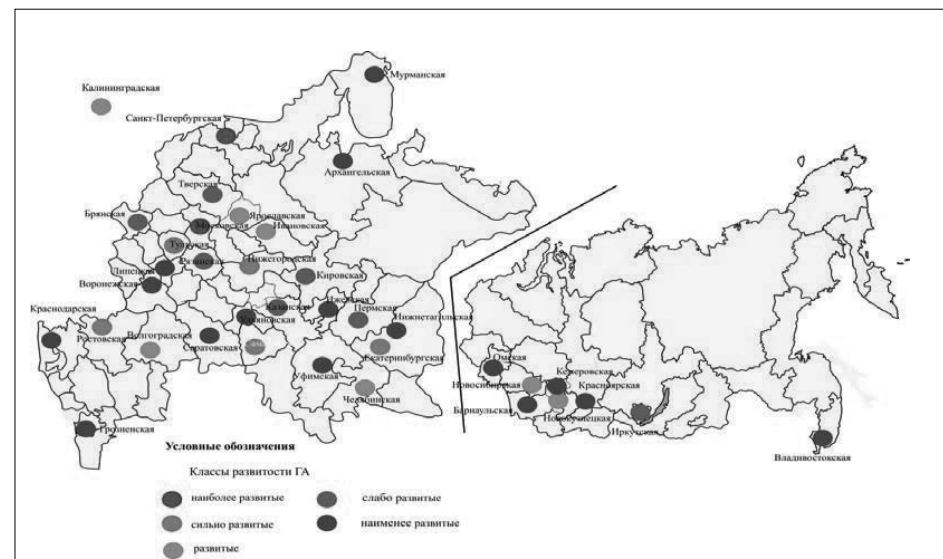 Мурманская
Калининградская
Санкт-Петербургская
Архангельская
Тверская
Брянская
Ярославская
Московская
Ивановская
Тульская
Рязанская
Нижегородская
Липецкая
Кировская
Воронежская
Ижевская
Казанская
Краснодарская
Пермская
Ульяновская
Нижнетагильская
Ростовская
Волгоградская
Саратовская
Екатеринбургская
Уфимская
Челябинская
Грозненская
Омская
Кемеровская
Новосибирская
Красноярская
Барнаульская
Новокузнецкая
Иркутская
Владивостокская
Условные обозначения
Классы развитости ГА
наиболее развитые
слабо развитые
сильно развитые
наименее развитые
развитые